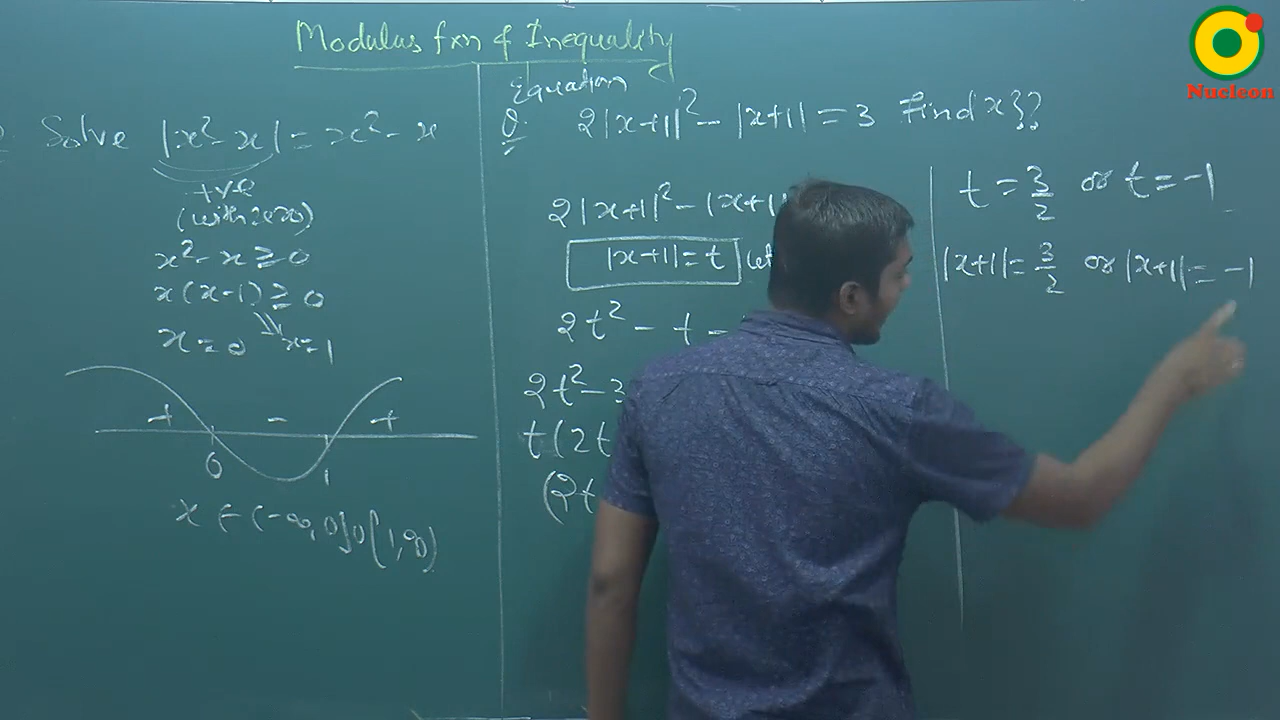 Modulus fxn & Inequality
Nucleon
Solve |x² - x| = x² - x
+ve
(with zero)
x² - x ≥ 0
x(x-1) ≥ 0
x = 0 x = 1
+ - +
0 1
x ∈ (-∞, 0] ∪ [1, ∞)
Equation
Q. 2|x+1|² - |x+1| = 3 Find x??
2|x+1|² - |x+1|
|x+1| = t let
2t² - t -
2t² - 3
t(2t
(2t
t = 3/2 or t = -1
|x+1| = 3/2 or |x+1| = -1